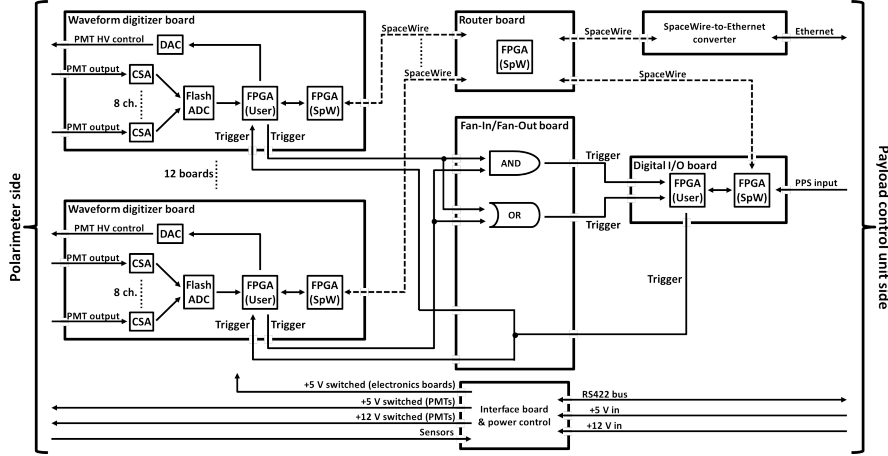 Waveform digitizer board
PMT HV control
DAC
PMT output
CSA
8 ch.
PMT output
CSA
Flash
ADC
FPGA
(User)
FPGA
(SpW)
Trigger
Trigger
12 boards
Waveform digitizer board
PMT HV control
DAC
PMT output
CSA
8 ch.
PMT output
CSA
Flash
ADC
FPGA
(User)
FPGA
(SpW)
Trigger
Trigger
Polarimeter side
SpaceWire
SpaceWire
Router board
FPGA
(SpW)
SpaceWire
SpaceWire-to-Ethernet
converter
Ethernet
SpaceWire
Fan-In/Fan-Out board
AND
OR
Trigger
Trigger
Digital I/O board
FPGA
(User)
FPGA
(SpW)
PPS input
Trigger
Payload control unit side
+5 V switched (electronics boards)
+5 V switched (PMTs)
+12 V switched (PMTs)
Sensors
Interface board
& power control
RS422 bus
+5 V in
+12 V in